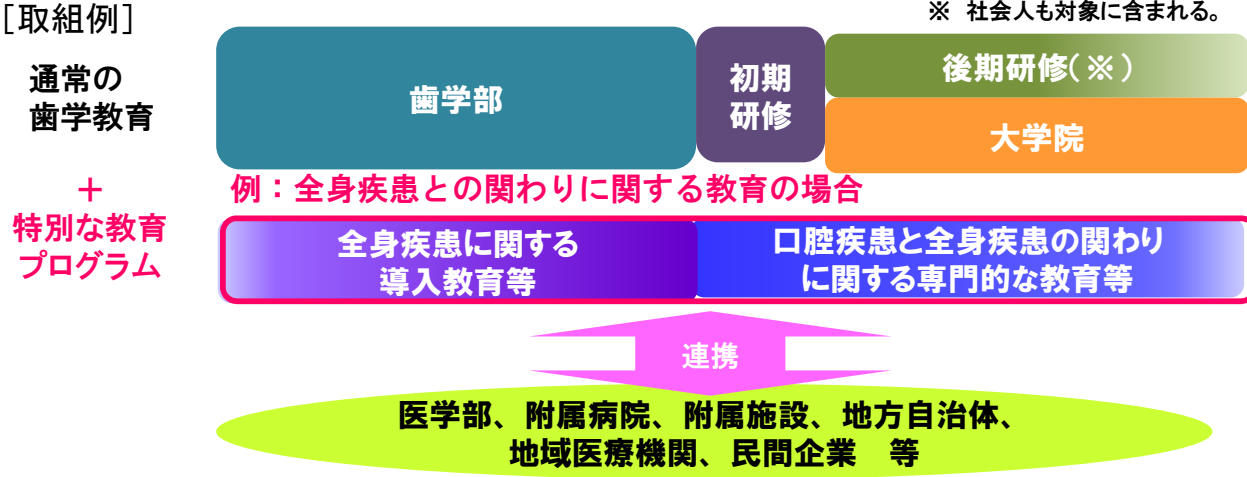 ［取組例］
※ 社会人も対象に含まれる。
通常の
歯学教育
歯学部
初期
研修
後期研修(※)
大学院
＋
特別な教育
プログラム
例：全身疾患との関わりに関する教育の場合
全身疾患に関する
導入教育等
口腔疾患と全身疾患の関わり
に関する専門的な教育等
連携
医学部、附属病院、附属施設、地方自治体、
地域医療機関、民間企業　等